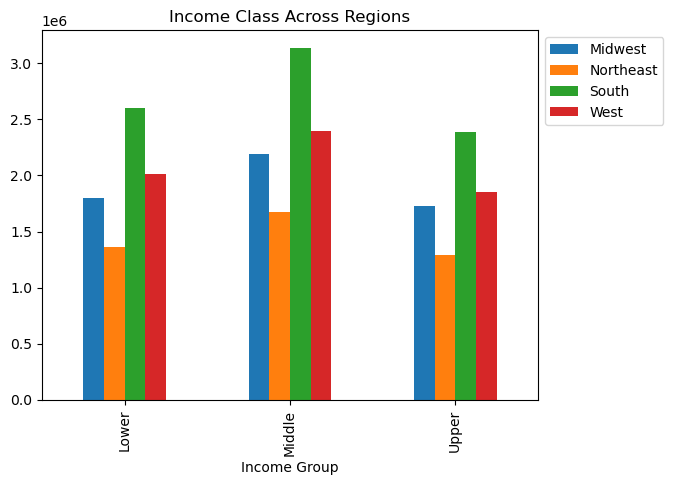 Income Class Across Regions
1e6
3.0
2.5
2.0
1.5
1.0
0.5
0.0
Lower
Middle
Upper
Income Group
Midwest
Northeast
South
West